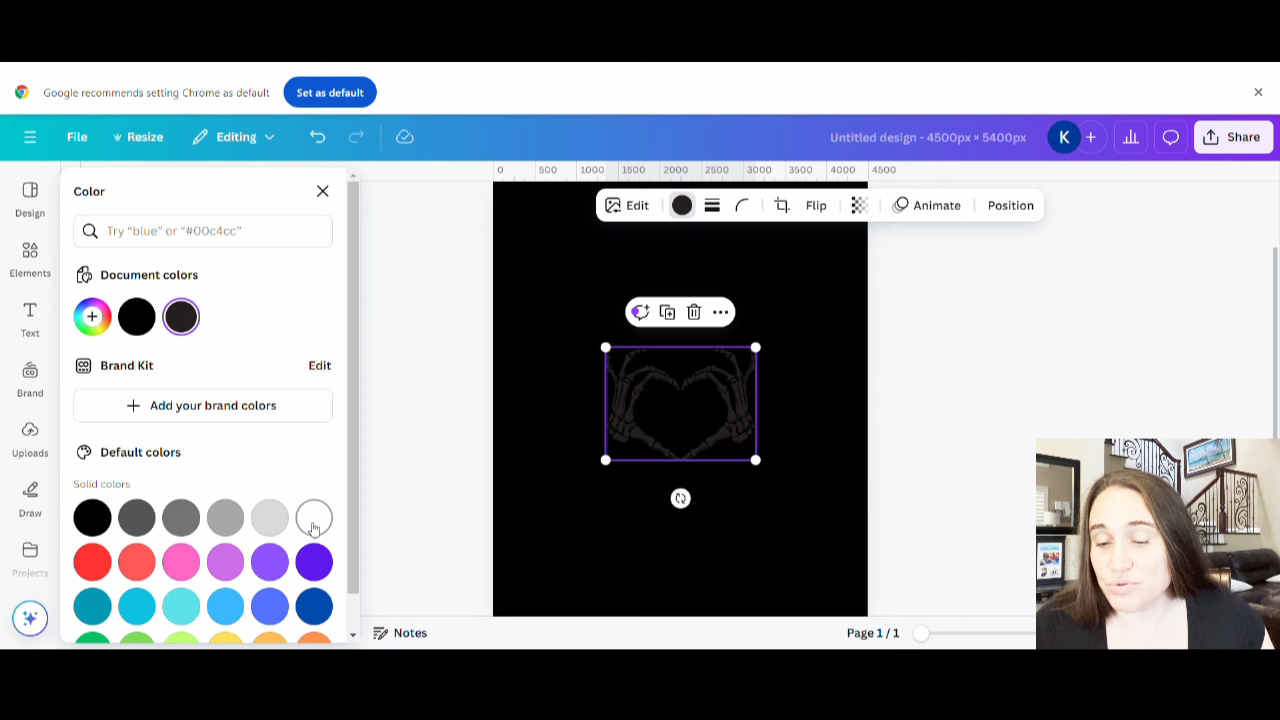 Google recommends setting Chrome as default
Set as default
File
Resize
Editing
Untitled design - 4500px × 5400px
K
Share
0 500 1000 1500 2000 2500 3000 3500 4000 4500
Design
Elements
Text
Brand
Uploads
Draw
Projects
Color
Try “blue” or “#00c4cc”
Document colors
Brand Kit
Edit
Add your brand colors
Default colors
Solid colors
Edit
Flip
Animate
Position
Notes
Page 1 / 1